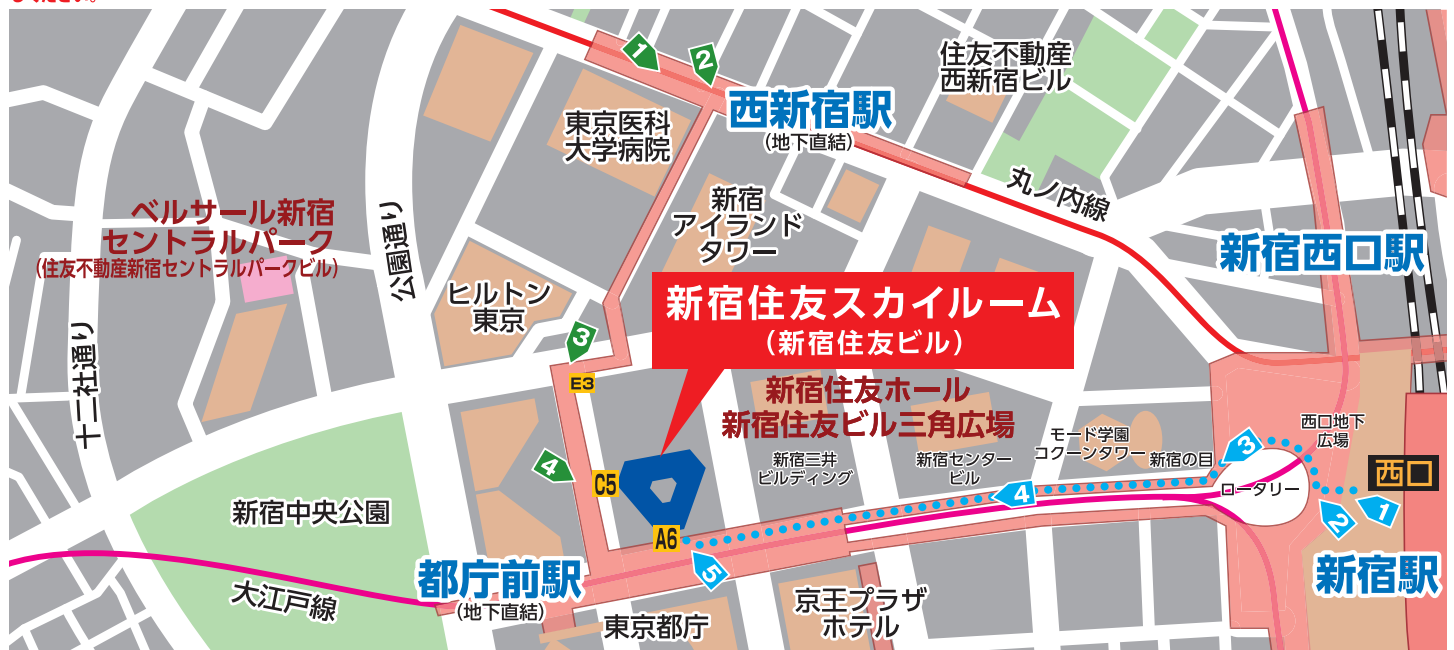 しください。
1
2
住友不動産
西新宿ビル
西新宿駅
(地下直結)
東京医科
大学病院
丸ノ内線
新宿
アイランド
タワー
ベルサール新宿
セントラルパーク
(住友不動産新宿セントラルパークビル)
公園通り
新宿西口駅
ヒルトン
東京
新宿住友スカイルーム
(新宿住友ビル)
3
E3
十二社通り
新宿住友ホール
新宿住友ビル三角広場
モード学園
コクーンタワー
西口地下
広場
新宿三井
ビルディング
新宿センター
ビル
新宿の目
3
4
C5
西口
ロータリー
4
1
2
新宿中央公園
A6
5
都庁前駅
(地下直結)
新宿駅
大江戸線
東京都庁
京王プラザ
ホテル